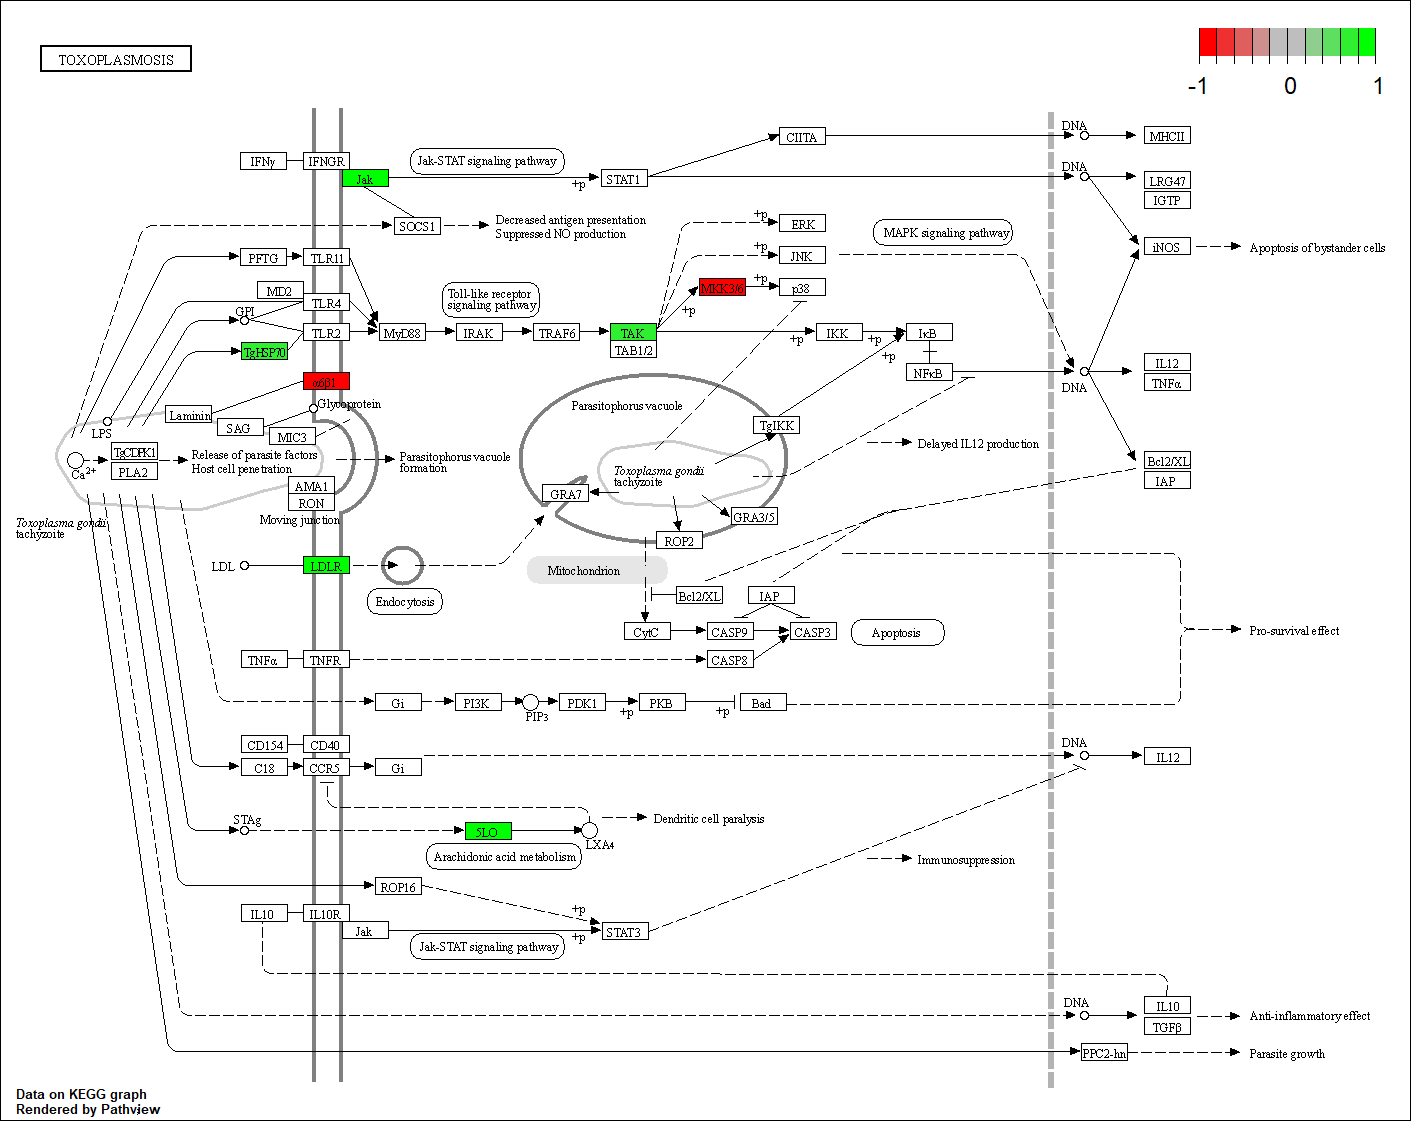 TOXOPLASMOSIS
-1 0 1
DNA
CIITA
MHCII
IFNγ
IFNGR
Jak-STAT signaling pathway
Jak
+p
STAT1
DNA
LRG47
IGTP
SOCS1
Decreased antigen presentation
Suppressed NO production
+p
ERK
MAPK signaling pathway
iNOS
Apoptosis of bystander cells
PFTG
TLR11
+p
JNK
MD2
Toll-like receptor
signaling pathway
MKK3/6
+p
p38
TLR4
GPI
+p
TLR2
MyD88
IRAK
TRAF6
TAK
TAB1/2
+p
IKK
+p
IκB
TgHSP70
+p
NFκB
DNA
IL12
TNFα
α6β1
Laminin
Glycoprotein
SAG
LPS
MIC3
Parasitophorus vacuole
TgIKK
Delayed IL12 production
TgCDPK1
PLA2
Ca2+
Release of parasite factors
Host cell penetration
Parasitophorus vacuole
formation
Toxoplasma gondii
tachyzoite
Bcl2/XL
IAP
AMA1
RON
Moving junction
GRA7
GRA3/5
ROP2
Toxoplasma gondii
tachyzoite
LDL
LDLR
Mitochondrion
Endocytosis
Bcl2/XL
IAP
CytC
CASP9
CASP3
Apoptosis
Pro-survival effect
TNFα
TNFR
CASP8
Gi
PI3K
PIP3
PDK1
+p
PKB
+p
Bad
CD154
CD40
DNA
IL12
C18
CCR5
Gi
STAg
5LO
LXA4
Dendritic cell paralysis
Arachidonic acid metabolism
Immunosuppression
ROP16
IL10
IL10R
+p
Jak
+p
STAT3
Jak-STAT signaling pathway
DNA
IL10
TGFβ
Anti-inflammatory effect
PPC2-hn
Parasite growth
Data on KEGG graph
Rendered by Pathview